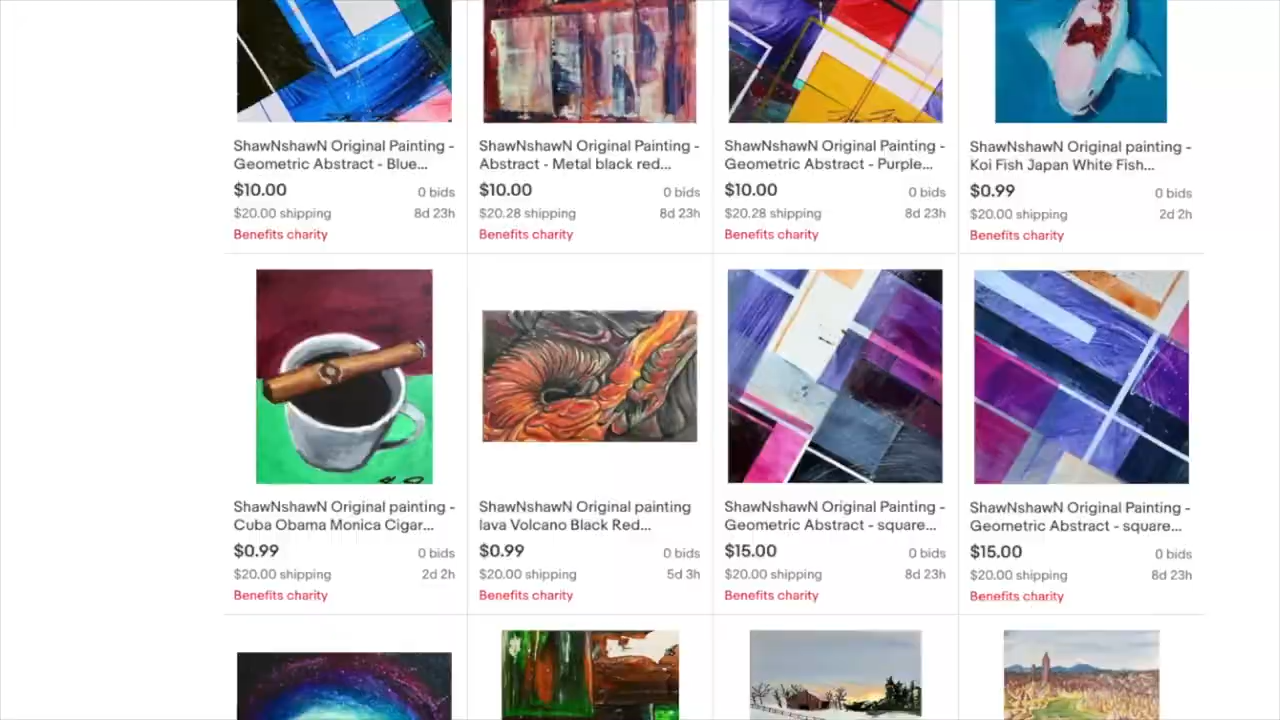 ShawNshawN Original Painting -
Geometric Abstract - Blue...
$10.00
0 bids
$20.00 shipping
8d 23h
Benefits charity
ShawNshawN Original Painting -
Abstract - Metal black red...
$10.00
0 bids
$20.28 shipping
8d 23h
Benefits charity
ShawNshawN Original Painting -
Geometric Abstract - Purple...
$10.00
0 bids
$20.28 shipping
8d 23h
Benefits charity
ShawNshawN Original painting -
Koi Fish Japan White Fish...
$0.99
0 bids
$20.00 shipping
2d 2h
Benefits charity
ShawNshawN Original painting -
Cuba Obama Monica Cigar...
$0.99
0 bids
$20.00 shipping
2d 2h
Benefits charity
ShawNshawN Original painting
lava Volcano Black Red...
$0.99
0 bids
$20.00 shipping
5d 3h
Benefits charity
ShawNshawN Original Painting -
Geometric Abstract - square...
$15.00
0 bids
$20.00 shipping
8d 23h
Benefits charity
ShawNshawN Original Painting -
Geometric Abstract - square...
$15.00
0 bids
$20.00 shipping
8d 23h
Benefits charity